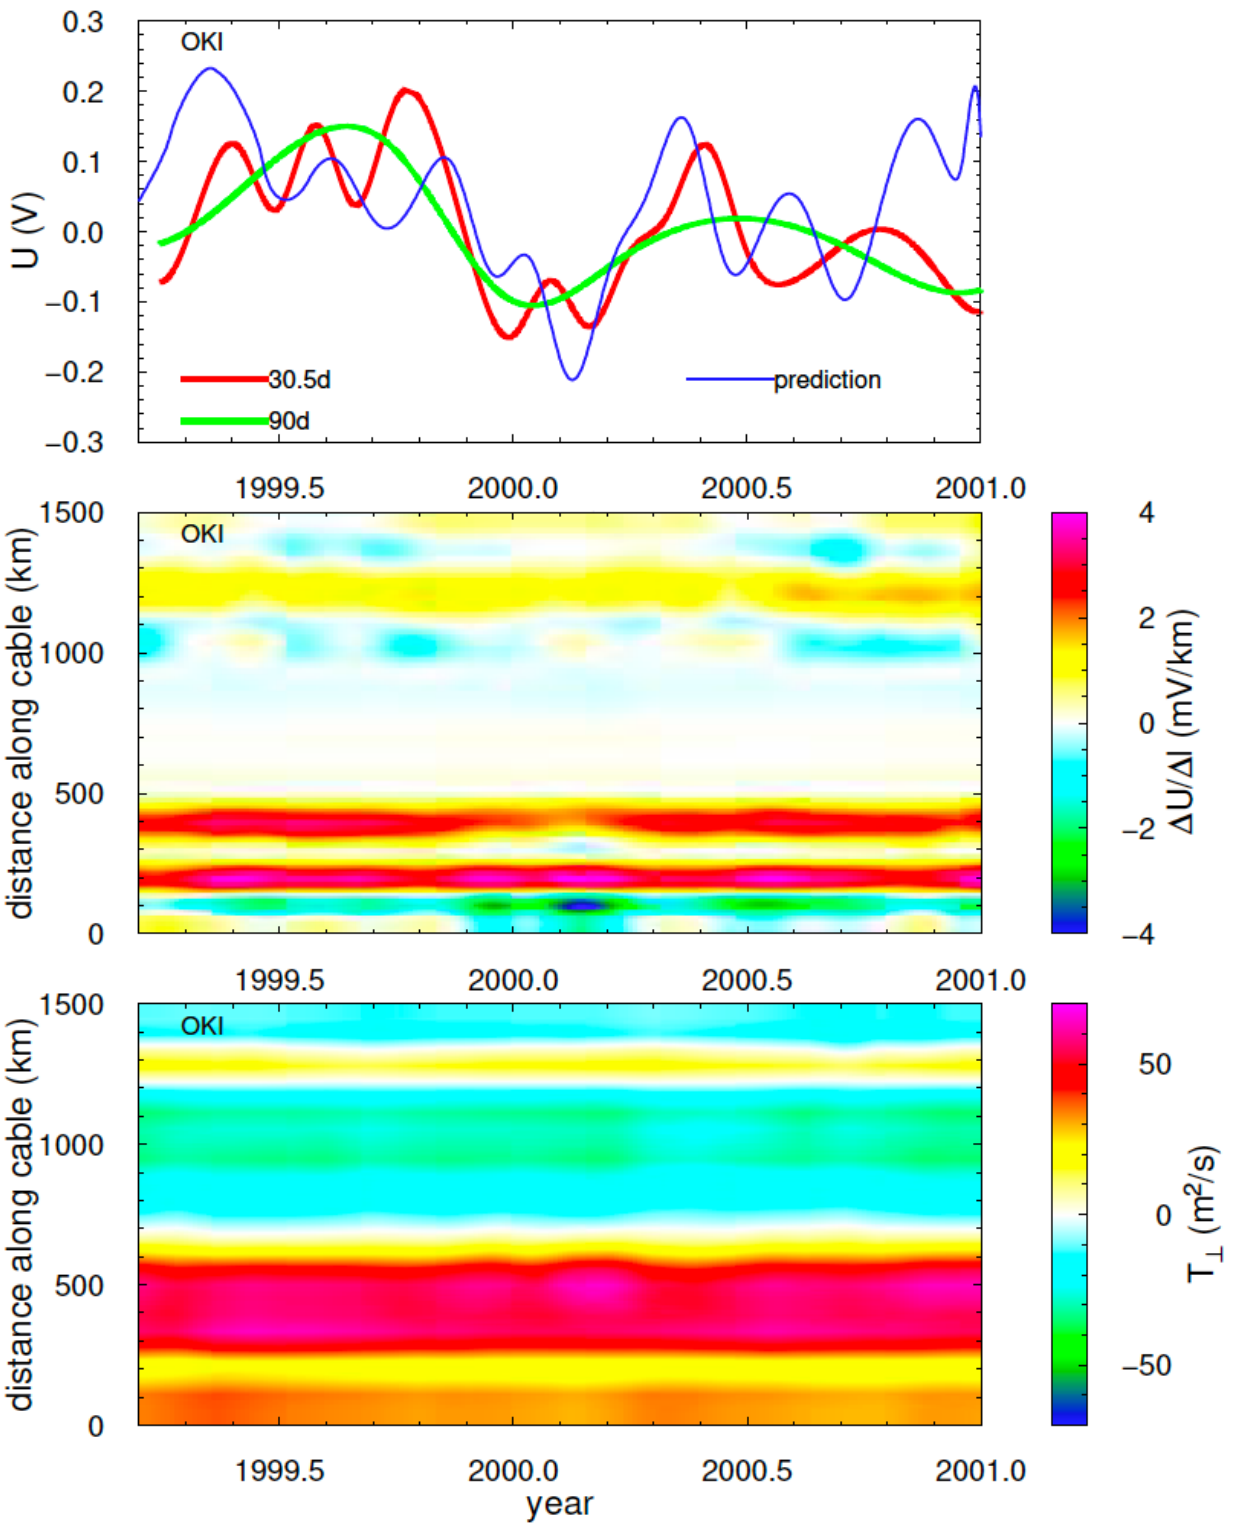 0.3
0.2
0.1
0.0
−0.1
−0.2
−0.3
U (V)
OKI
30.5d
90d
prediction
1999.5 2000.0 2000.5 2001.0
1500
1000
500
0
distance along cable (km)
OKI
4
2
0
−2
−4
ΔU/Δl (mV/km)
1999.5 2000.0 2000.5 2001.0
1500
1000
500
0
distance along cable (km)
OKI
50
0
−50
T⊥ (m²/s)
1999.5 2000.0 2000.5 2001.0
year